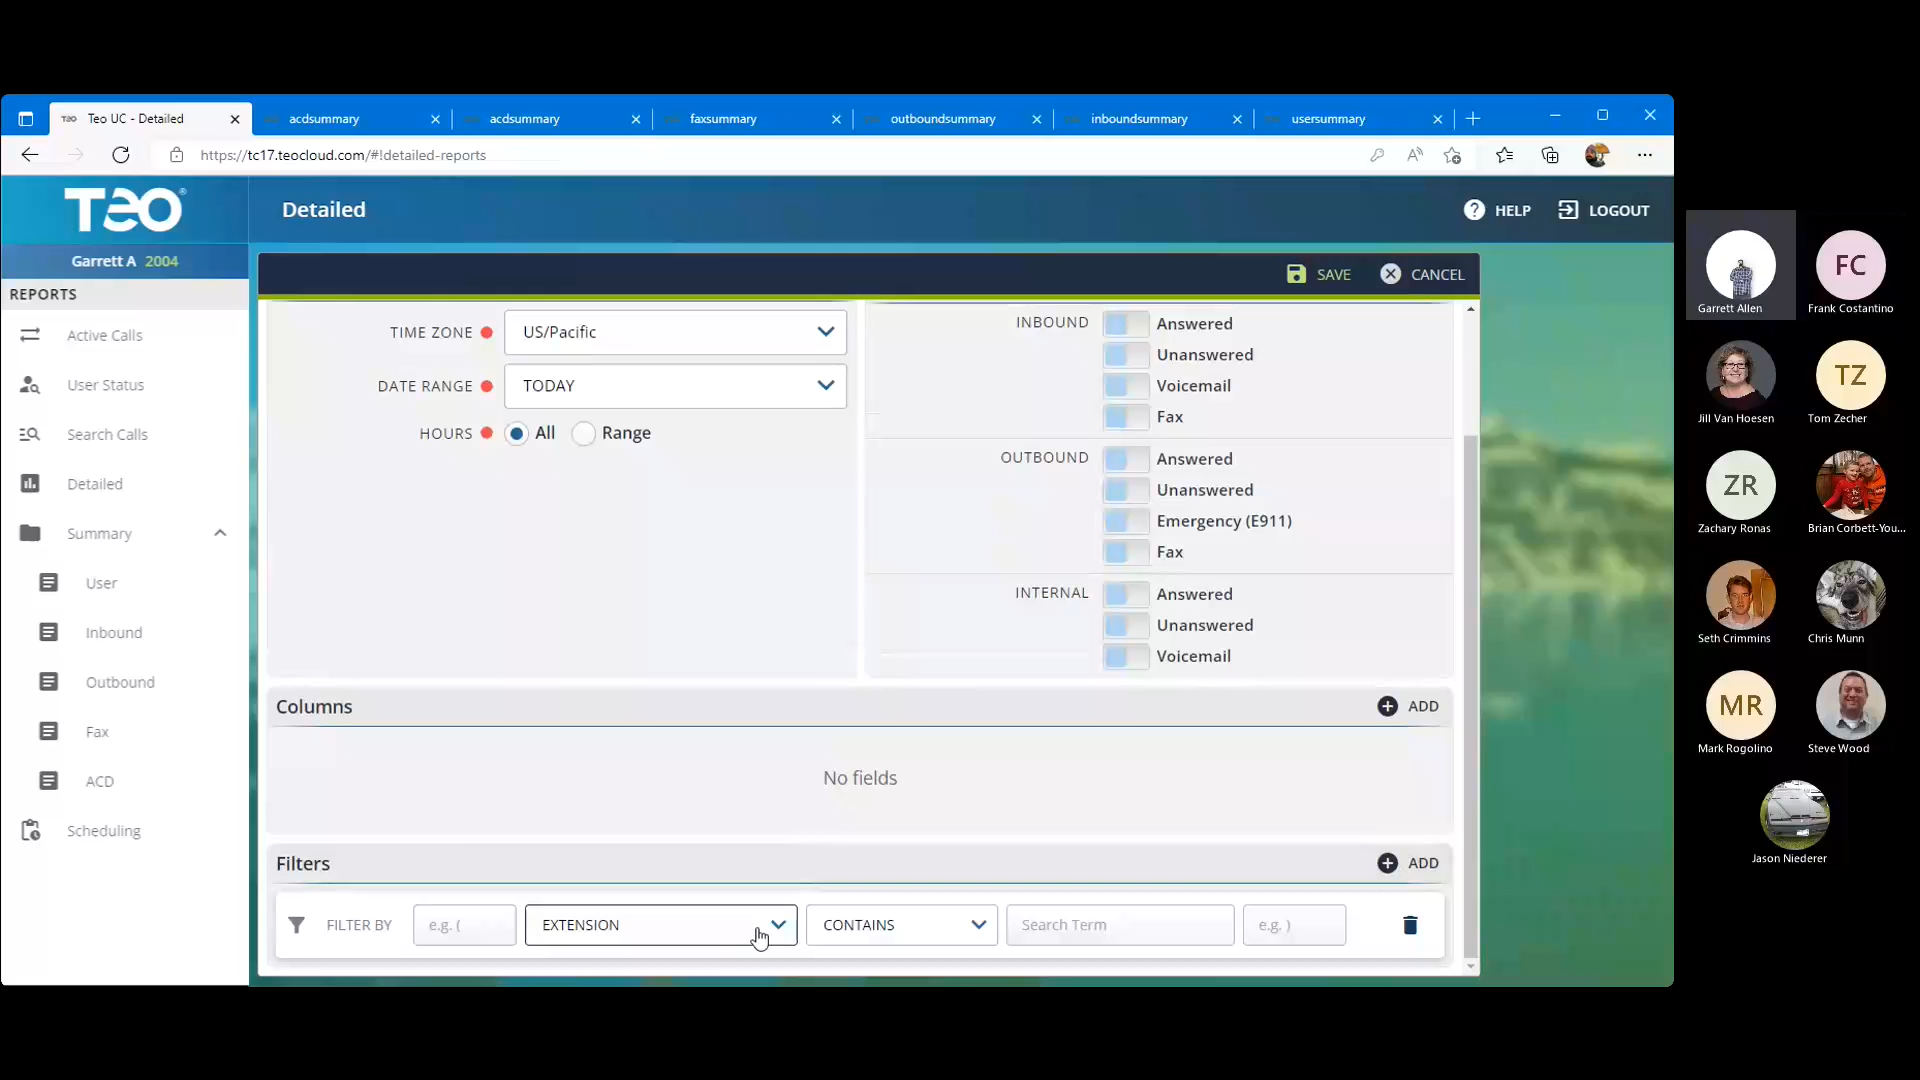 Teo UC - Detailed
acdsummary
acdsummary
faxsummary
outboundsummary
inboundsummary
usersummary
https://tc17.teocloud.com/#!detailed-reports
TEO®
Detailed
HELP
LOGOUT
Garrett A 2004
REPORTS
Active Calls
User Status
Search Calls
Detailed
Summary
User
Inbound
Outbound
Fax
ACD
Scheduling
SAVE
CANCEL
TIME ZONE
US/Pacific
DATE RANGE
TODAY
HOURS
All
Range
INBOUND
Answered
Unanswered
Voicemail
Fax
OUTBOUND
Answered
Unanswered
Emergency (E911)
Fax
INTERNAL
Answered
Unanswered
Voicemail
Columns
ADD
No fields
Filters
ADD
FILTER BY
e.g. (
EXTENSION
CONTAINS
Search Term
e.g. )
Garrett Allen
FC
Frank Costantino
Jill Van Hoesen
TZ
Tom Zecher
ZR
Zachary Ronas
Brian Corbett-You...
Seth Crimmins
Chris Munn
MR
Mark Rogolino
Steve Wood
Jason Niederer